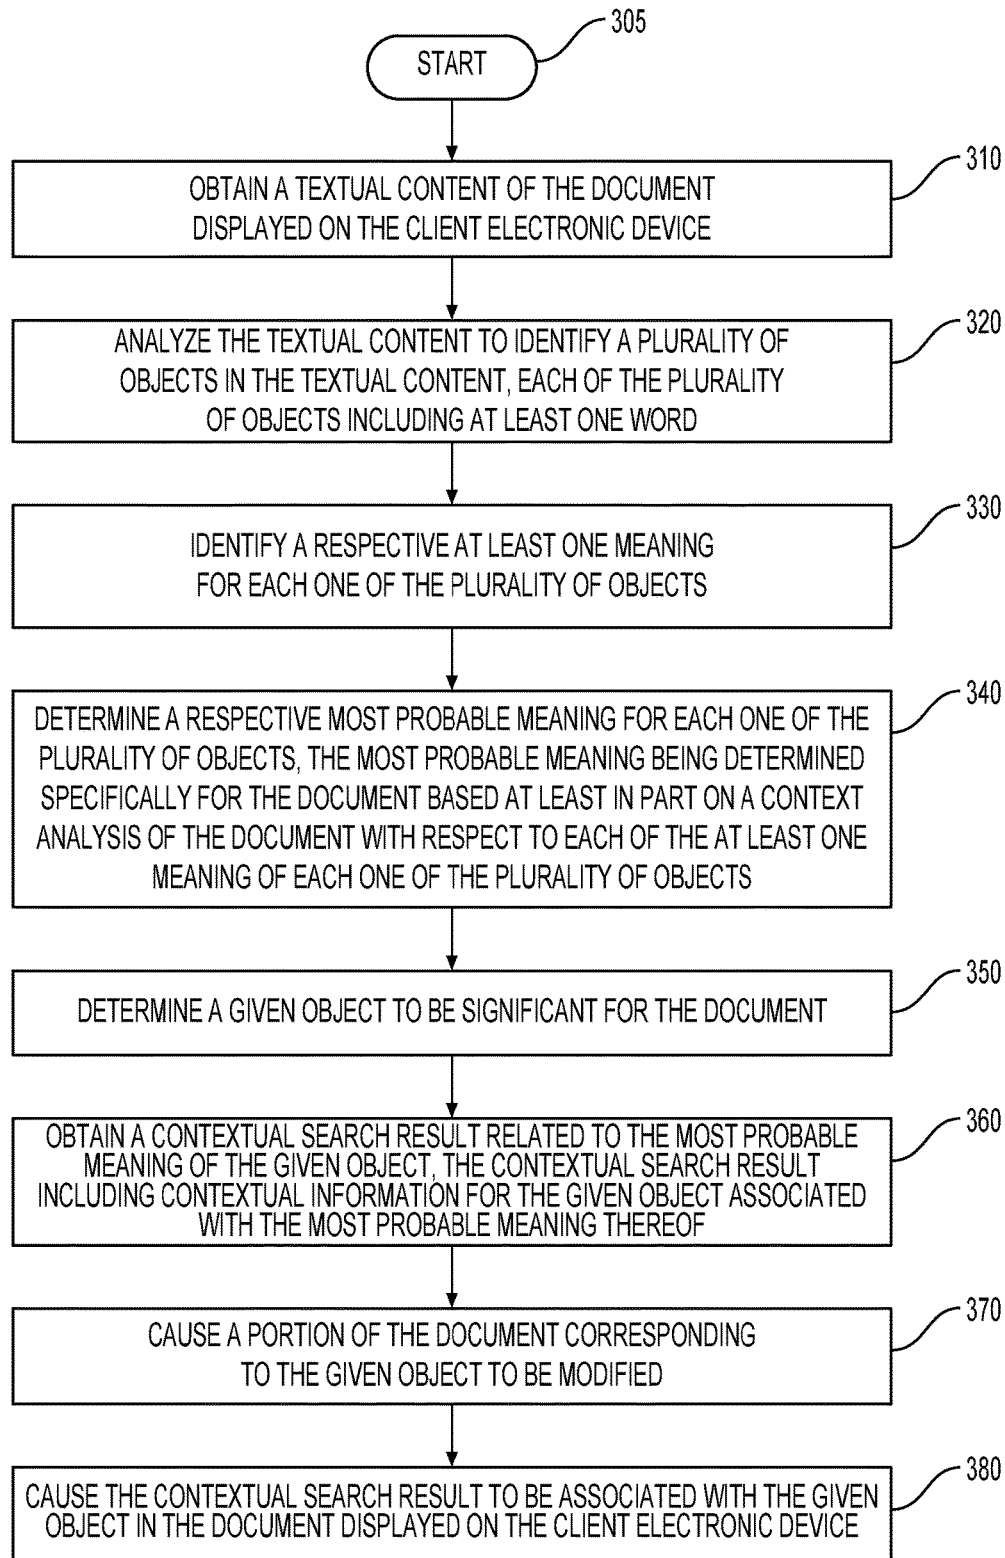 305
START
310
OBTAIN A TEXTUAL CONTENT OF THE DOCUMENT
DISPLAYED ON THE CLIENT ELECTRONIC DEVICE
320
ANALYZE THE TEXTUAL CONTENT TO IDENTIFY A PLURALITY OF
OBJECTS IN THE TEXTUAL CONTENT, EACH OF THE PLURALITY
OF OBJECTS INCLUDING AT LEAST ONE WORD
330
IDENTIFY A RESPECTIVE AT LEAST ONE MEANING
FOR EACH ONE OF THE PLURALITY OF OBJECTS
340
DETERMINE A RESPECTIVE MOST PROBABLE MEANING FOR EACH ONE OF THE
PLURALITY OF OBJECTS, THE MOST PROBABLE MEANING BEING DETERMINED
SPECIFICALLY FOR THE DOCUMENT BASED AT LEAST IN PART ON A CONTEXT
ANALYSIS OF THE DOCUMENT WITH RESPECT TO EACH OF THE AT LEAST ONE
MEANING OF EACH ONE OF THE PLURALITY OF OBJECTS
350
DETERMINE A GIVEN OBJECT TO BE SIGNIFICANT FOR THE DOCUMENT
360
OBTAIN A CONTEXTUAL SEARCH RESULT RELATED TO THE MOST PROBABLE
MEANING OF THE GIVEN OBJECT, THE CONTEXTUAL SEARCH RESULT
INCLUDING CONTEXTUAL INFORMATION FOR THE GIVEN OBJECT ASSOCIATED
WITH THE MOST PROBABLE MEANING THEREOF
370
CAUSE A PORTION OF THE DOCUMENT CORRESPONDING
TO THE GIVEN OBJECT TO BE MODIFIED
380
CAUSE THE CONTEXTUAL SEARCH RESULT TO BE ASSOCIATED WITH THE GIVEN
OBJECT IN THE DOCUMENT DISPLAYED ON THE CLIENT ELECTRONIC DEVICE